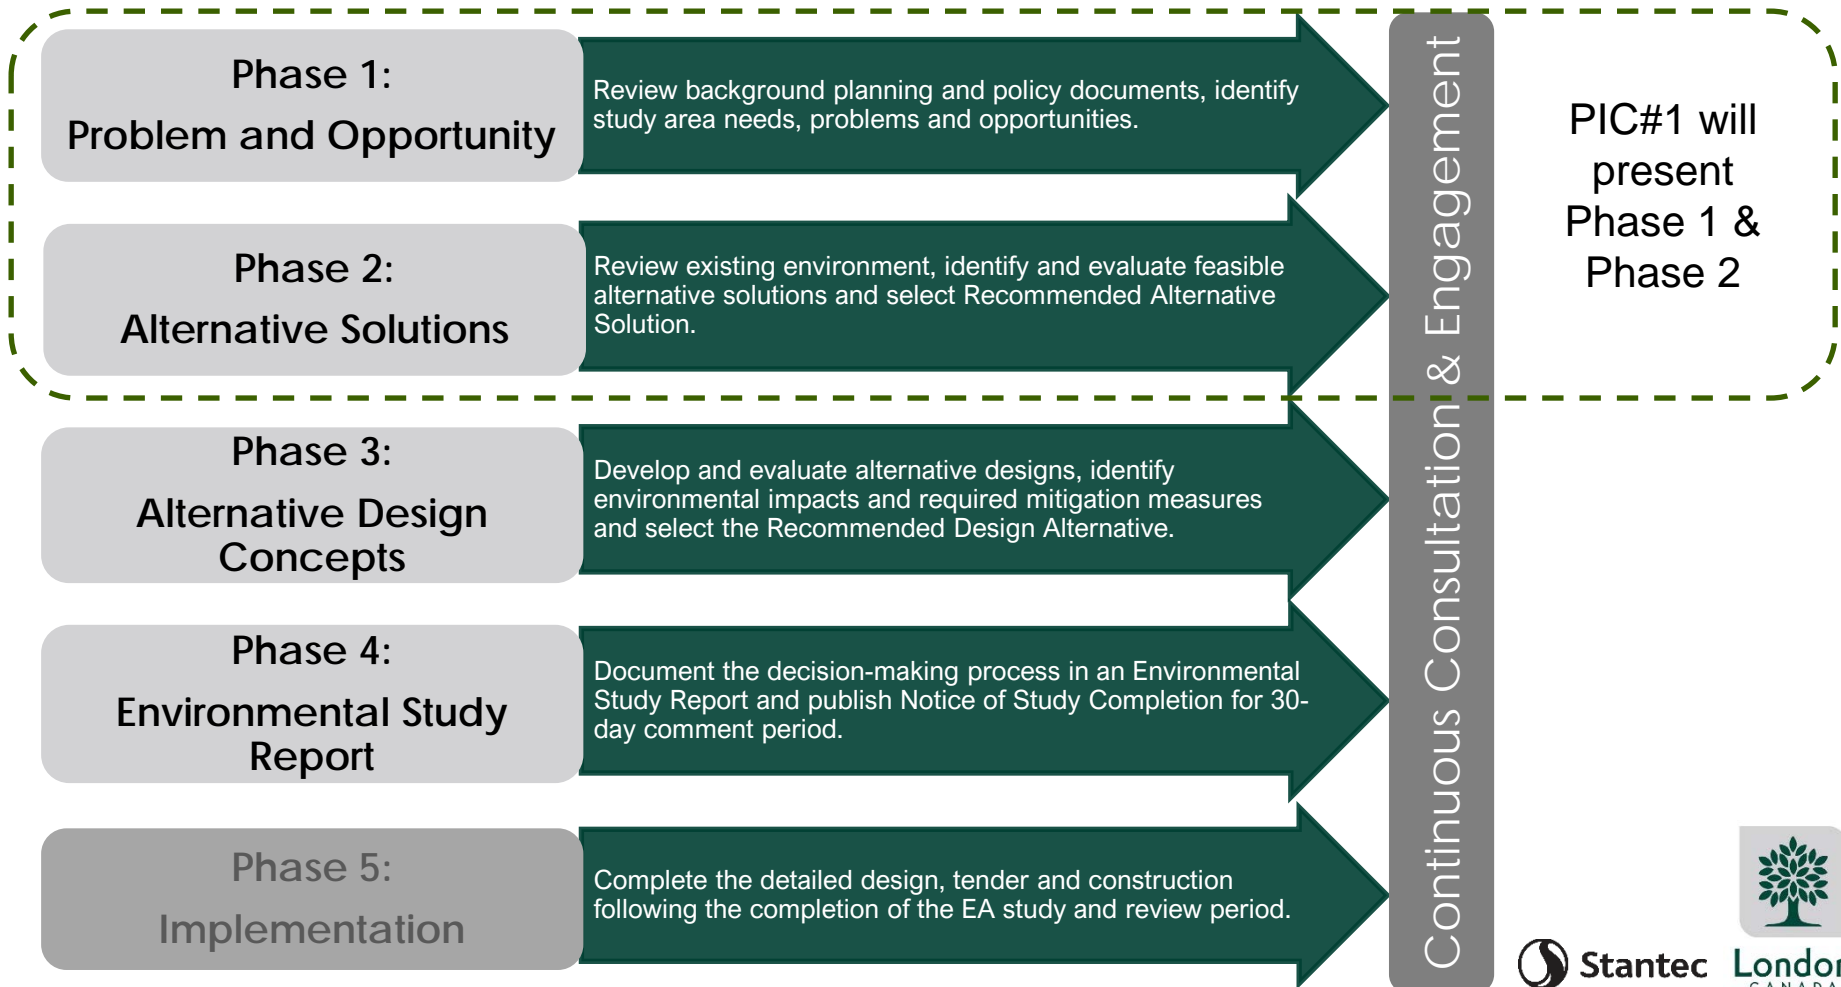 Phase 1:
Problem and Opportunity
Review background planning and policy documents, identify
study area needs, problems and opportunities.
Phase 2:
Alternative Solutions
Review existing environment, identify and evaluate feasible
alternative solutions and select Recommended Alternative
Solution.
Phase 3:
Alternative Design
Concepts
Develop and evaluate alternative designs, identify
environmental impacts and required mitigation measures
and select the Recommended Design Alternative.
Phase 4:
Environmental Study
Report
Document the decision-making process in an Environmental
Study Report and publish Notice of Study Completion for 30-
day comment period.
Phase 5:
Implementation
Complete the detailed design, tender and construction
following the completion of the EA study and review period.
Continuous Consultation & Engagement
PIC#1 will
present
Phase 1 &
Phase 2
Stantec
London
CANADA